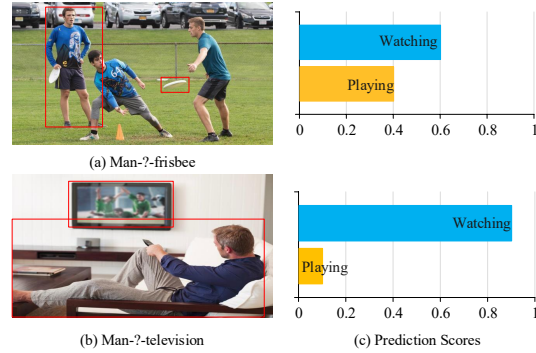 Watching
Playing
0 0.2 0.4 0.6 0.8 1
(a) Man-?-frisbee
Watching
Playing
0 0.2 0.4 0.6 0.8 1
(b) Man-?-television
(c) Prediction Scores